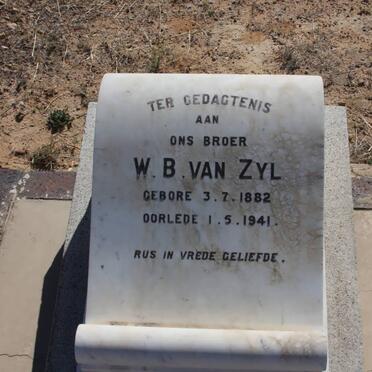 TER GEDAGTENIS
AAN
ONS BROER
W. B. VAN ZYL
GEBORE 3. 7. 1882
OORLEDE 1. 5. 1941.
RUS IN VREDE GELIEFDE.